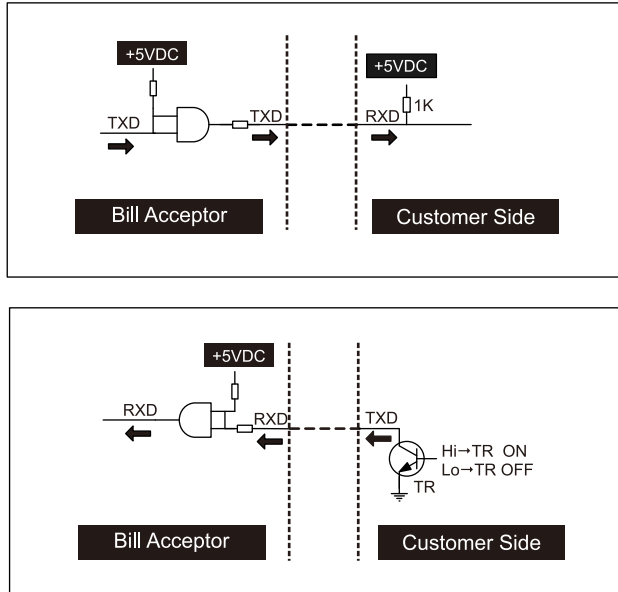 +5VDC
+5VDC
1K
TXD
TXD
RXD
Bill Acceptor
Customer Side
+5VDC
RXD
RXD
TXD
Hi→TR ON
Lo→TR OFF
TR
Bill Acceptor
Customer Side